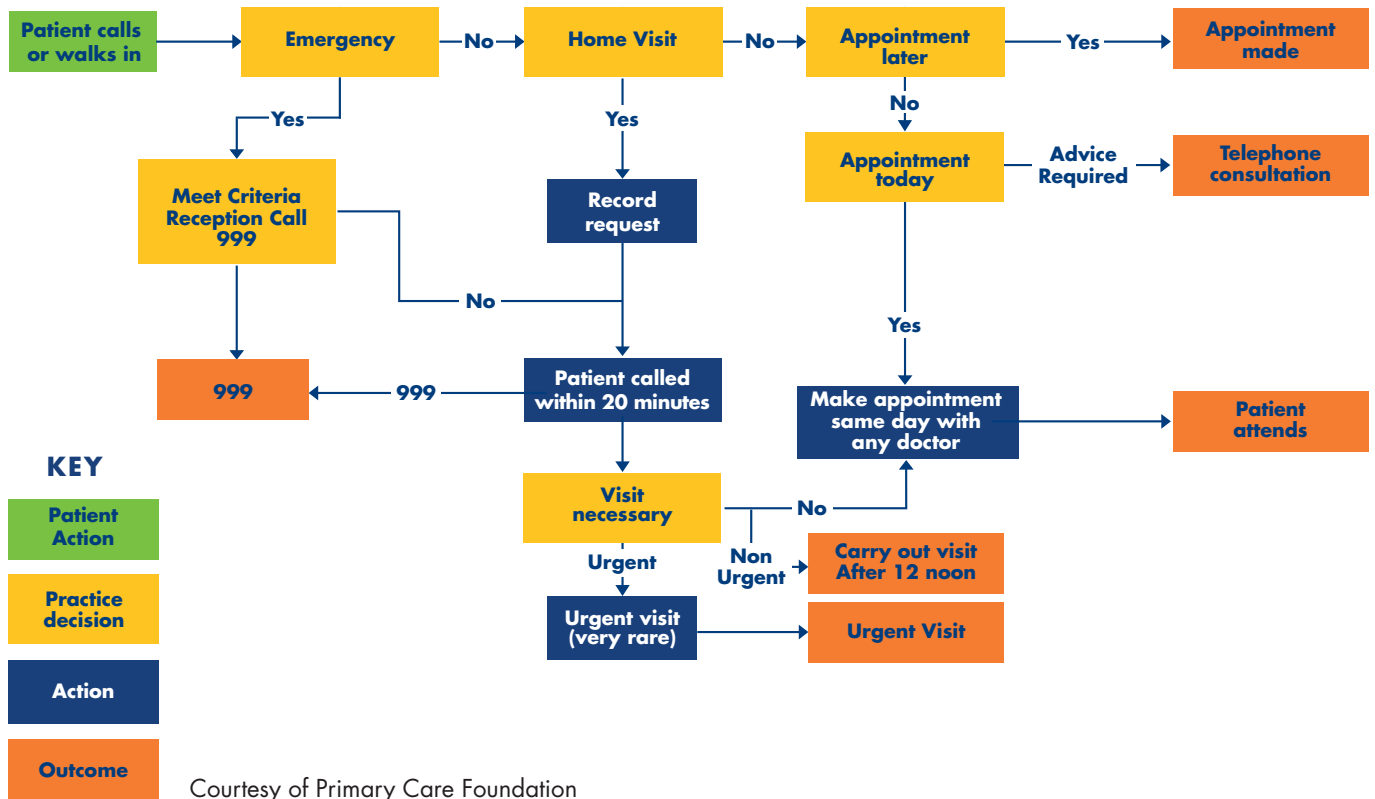 Patient calls
or walks in
Emergency
No
Home Visit
No
Appointment
later
Yes
Appointment
made
Yes
Yes
No
Meet Criteria
Reception Call
999
Record
request
Appointment
today
Advice
Required
Telephone
consultation
No
Yes
999
999
Patient called
within 20 minutes
Make appointment
same day with
any doctor
Patient
attends
KEY
Patient
Action
Practice
decision
Action
Outcome
Visit
necessary
No
Urgent
Non
Urgent
Carry out visit
After 12 noon
Urgent visit
(very rare)
Urgent Visit
Courtesy of Primary Care Foundation